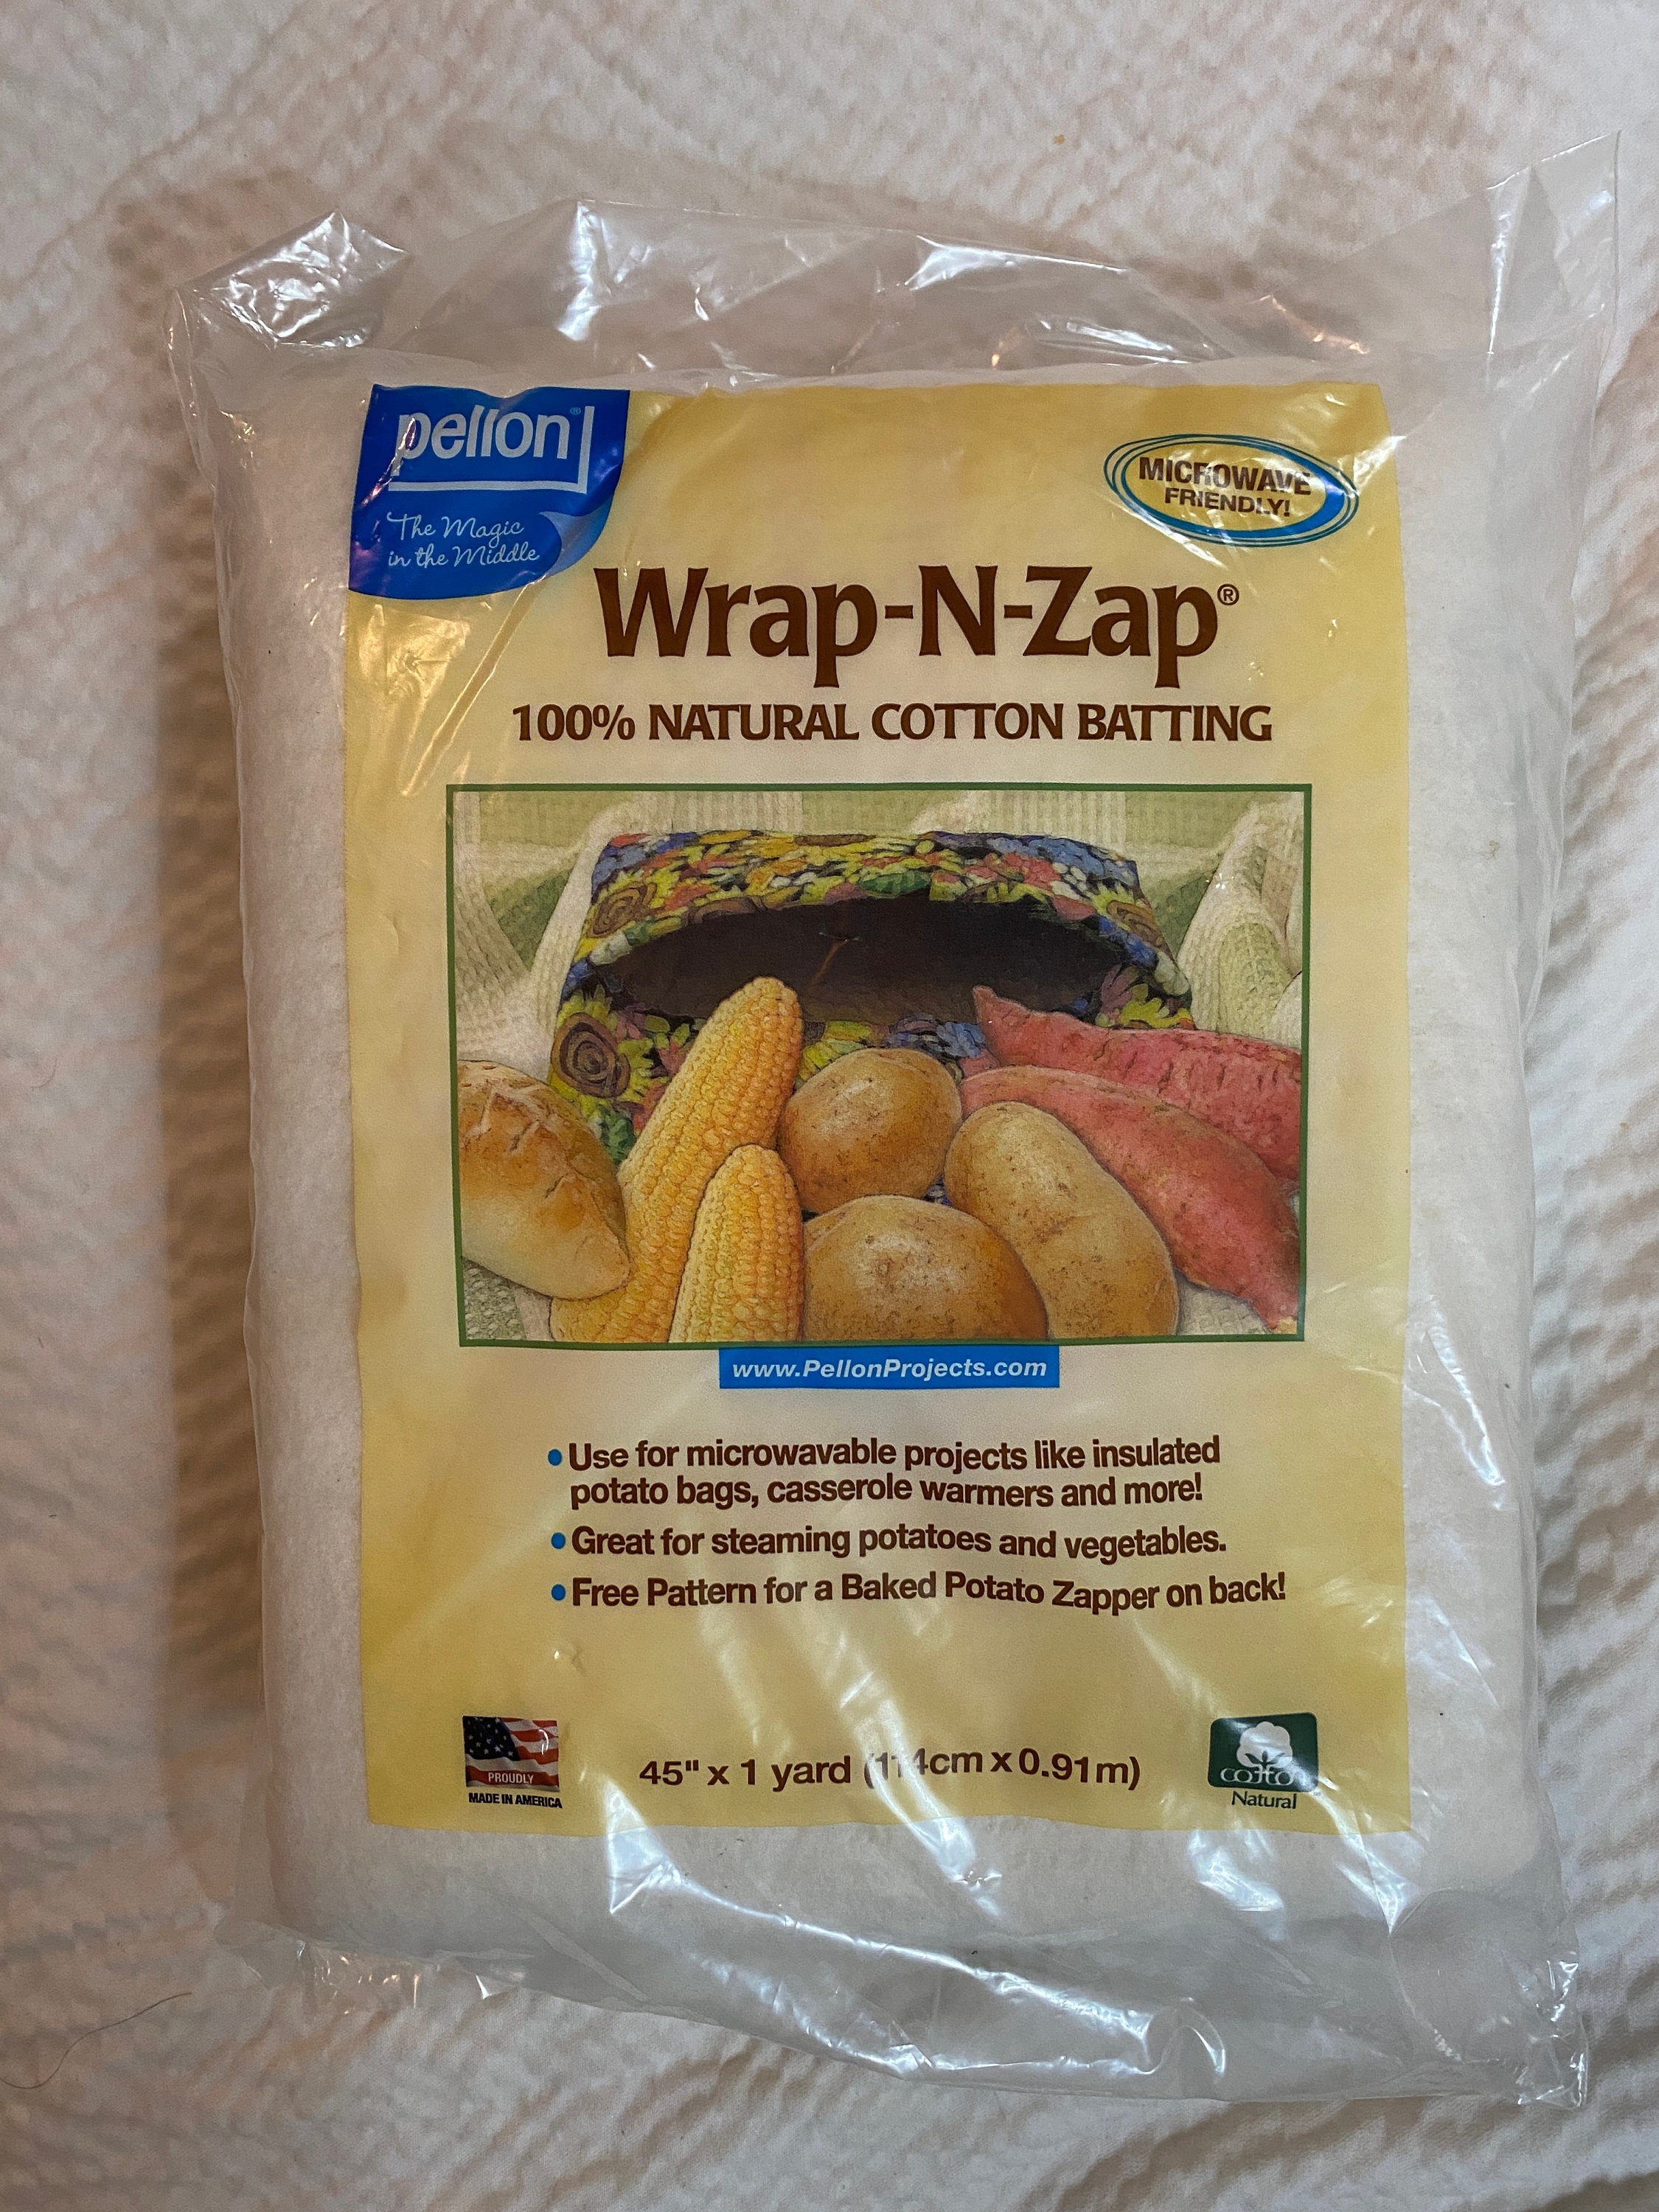 pellon®
The Magic
in the Middle
MICROWAVE
FRIENDLY!
Wrap-N-Zap®
100% NATURAL COTTON BATTING
www.PellonProjects.com
• Use for microwavable projects like insulated
potato bags, casserole warmers and more!
• Great for steaming potatoes and vegetables.
• Free Pattern for a Baked Potato Zapper on back!
PROUDLY
MADE IN AMERICA
45" x 1 yard (114cm x 0.91m)
cotton
Natural